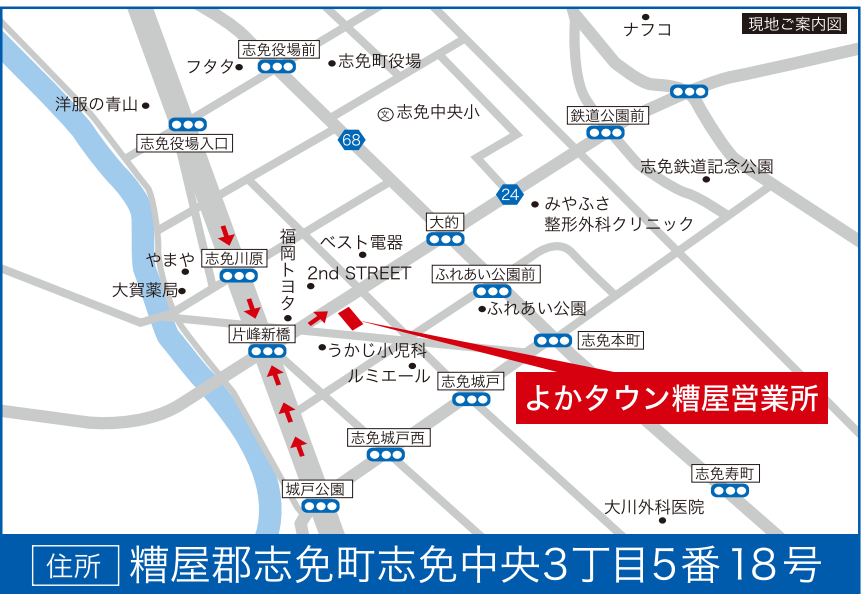 現地ご案内図
ナフコ
志免役場前
フタタ
志免町役場
洋服の青山
志免中央小
文
鉄道公園前
志免役場入口
68
志免鉄道記念公園
24
みやふさ
整形外科クリニック
大的
福岡トヨタ
ベスト電器
やまや
志免川原
2nd STREET
ふれあい公園前
大賀薬局
ふれあい公園
片峰新橋
うかじ小児科
志免本町
ルミエール
志免城戸
よかタウン糟屋営業所
志免城戸西
志免寿町
城戸公園
大川外科医院
住所 糟屋郡志免町志免中央3丁目5番18号